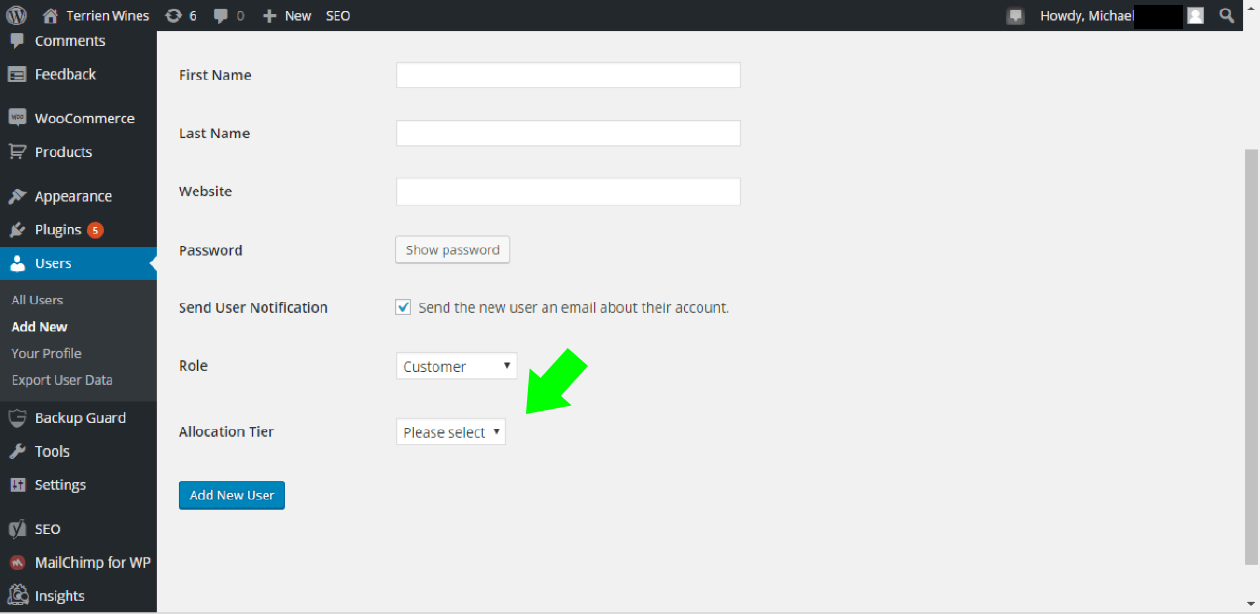 Terrien Wines 6 0 New SEO Howdy, Michael
Comments
Feedback
WooCommerce
Products
Appearance
Plugins 5
Users
All Users
Add New
Your Profile
Export User Data
Backup Guard
Tools
Settings
SEO
MailChimp for WP
Insights
First Name
Last Name
Website
Password Show password
Send User Notification Send the new user an email about their account.
Role Customer
Allocation Tier Please select
Add New User